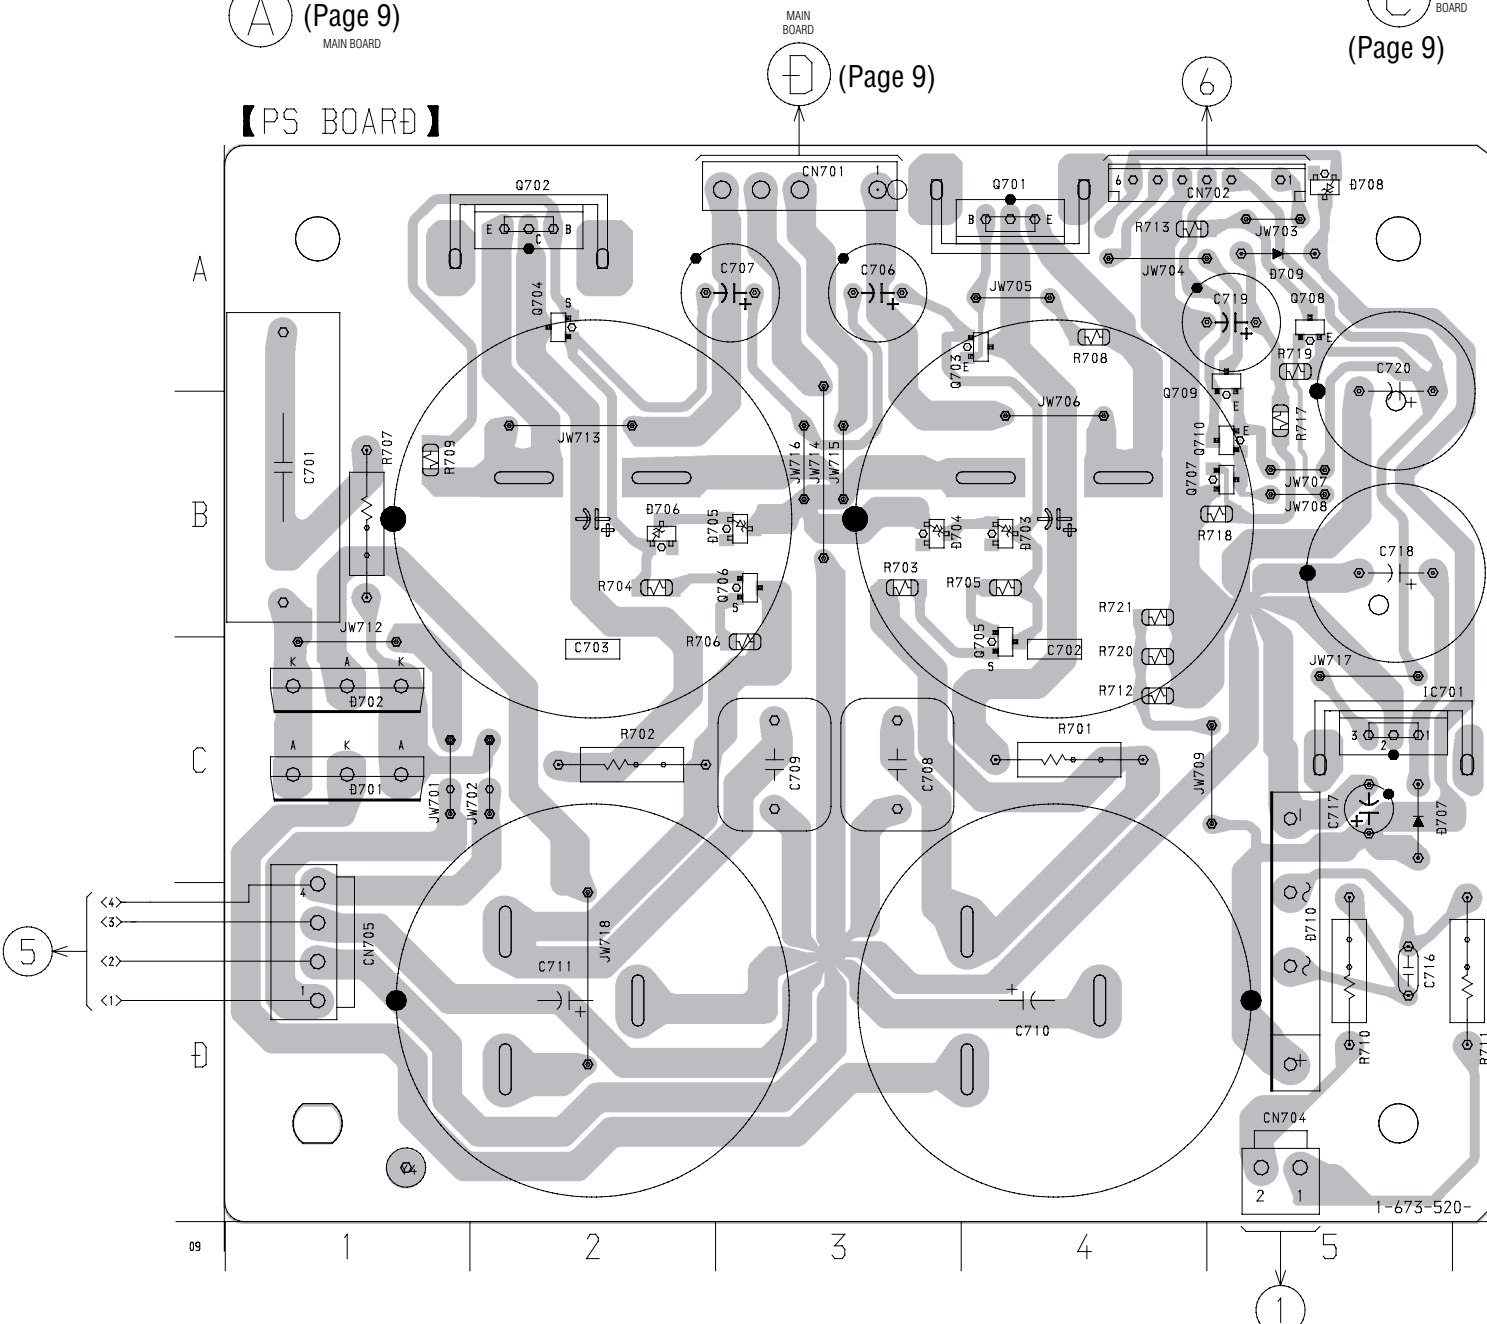 A (Page 9)
MAIN BOARD
MAIN
BOARD
D (Page 9)
BOARD
(Page 9)
6
【PS BOARD】
Q702
CN701 1
Q701
6 CN702 1
D708
E C B
B E
R713
JW703
A
C707
C706
JW704
D709
Q704
S
JW705
C719
Q708
E
Q703
E
R708
R719
C720
Q709
E
R717
JW713
JW716
JW714
JW715
JW706
Q710
E
C701
R707
R709
Q707
JW707
JW708
B
D706
D705
D704
D703
R718
C718
R704
Q706
S
R703
R705
R721
JW712
C703
R706
Q705
S
C702
R720
JW717
K A K
D702
R712
IC701
3 2 1
C
A K A
D701
R702
C709
C708
R701
JW709
JW701
JW702
C717
D707
4
<4>
<3>
5
<2>
<1>
1
CN705
JW718
C711
C710
D710
C716
R710
R711
D
CN704
2 1
1-673-520-
09
1 2 3 4 5
1